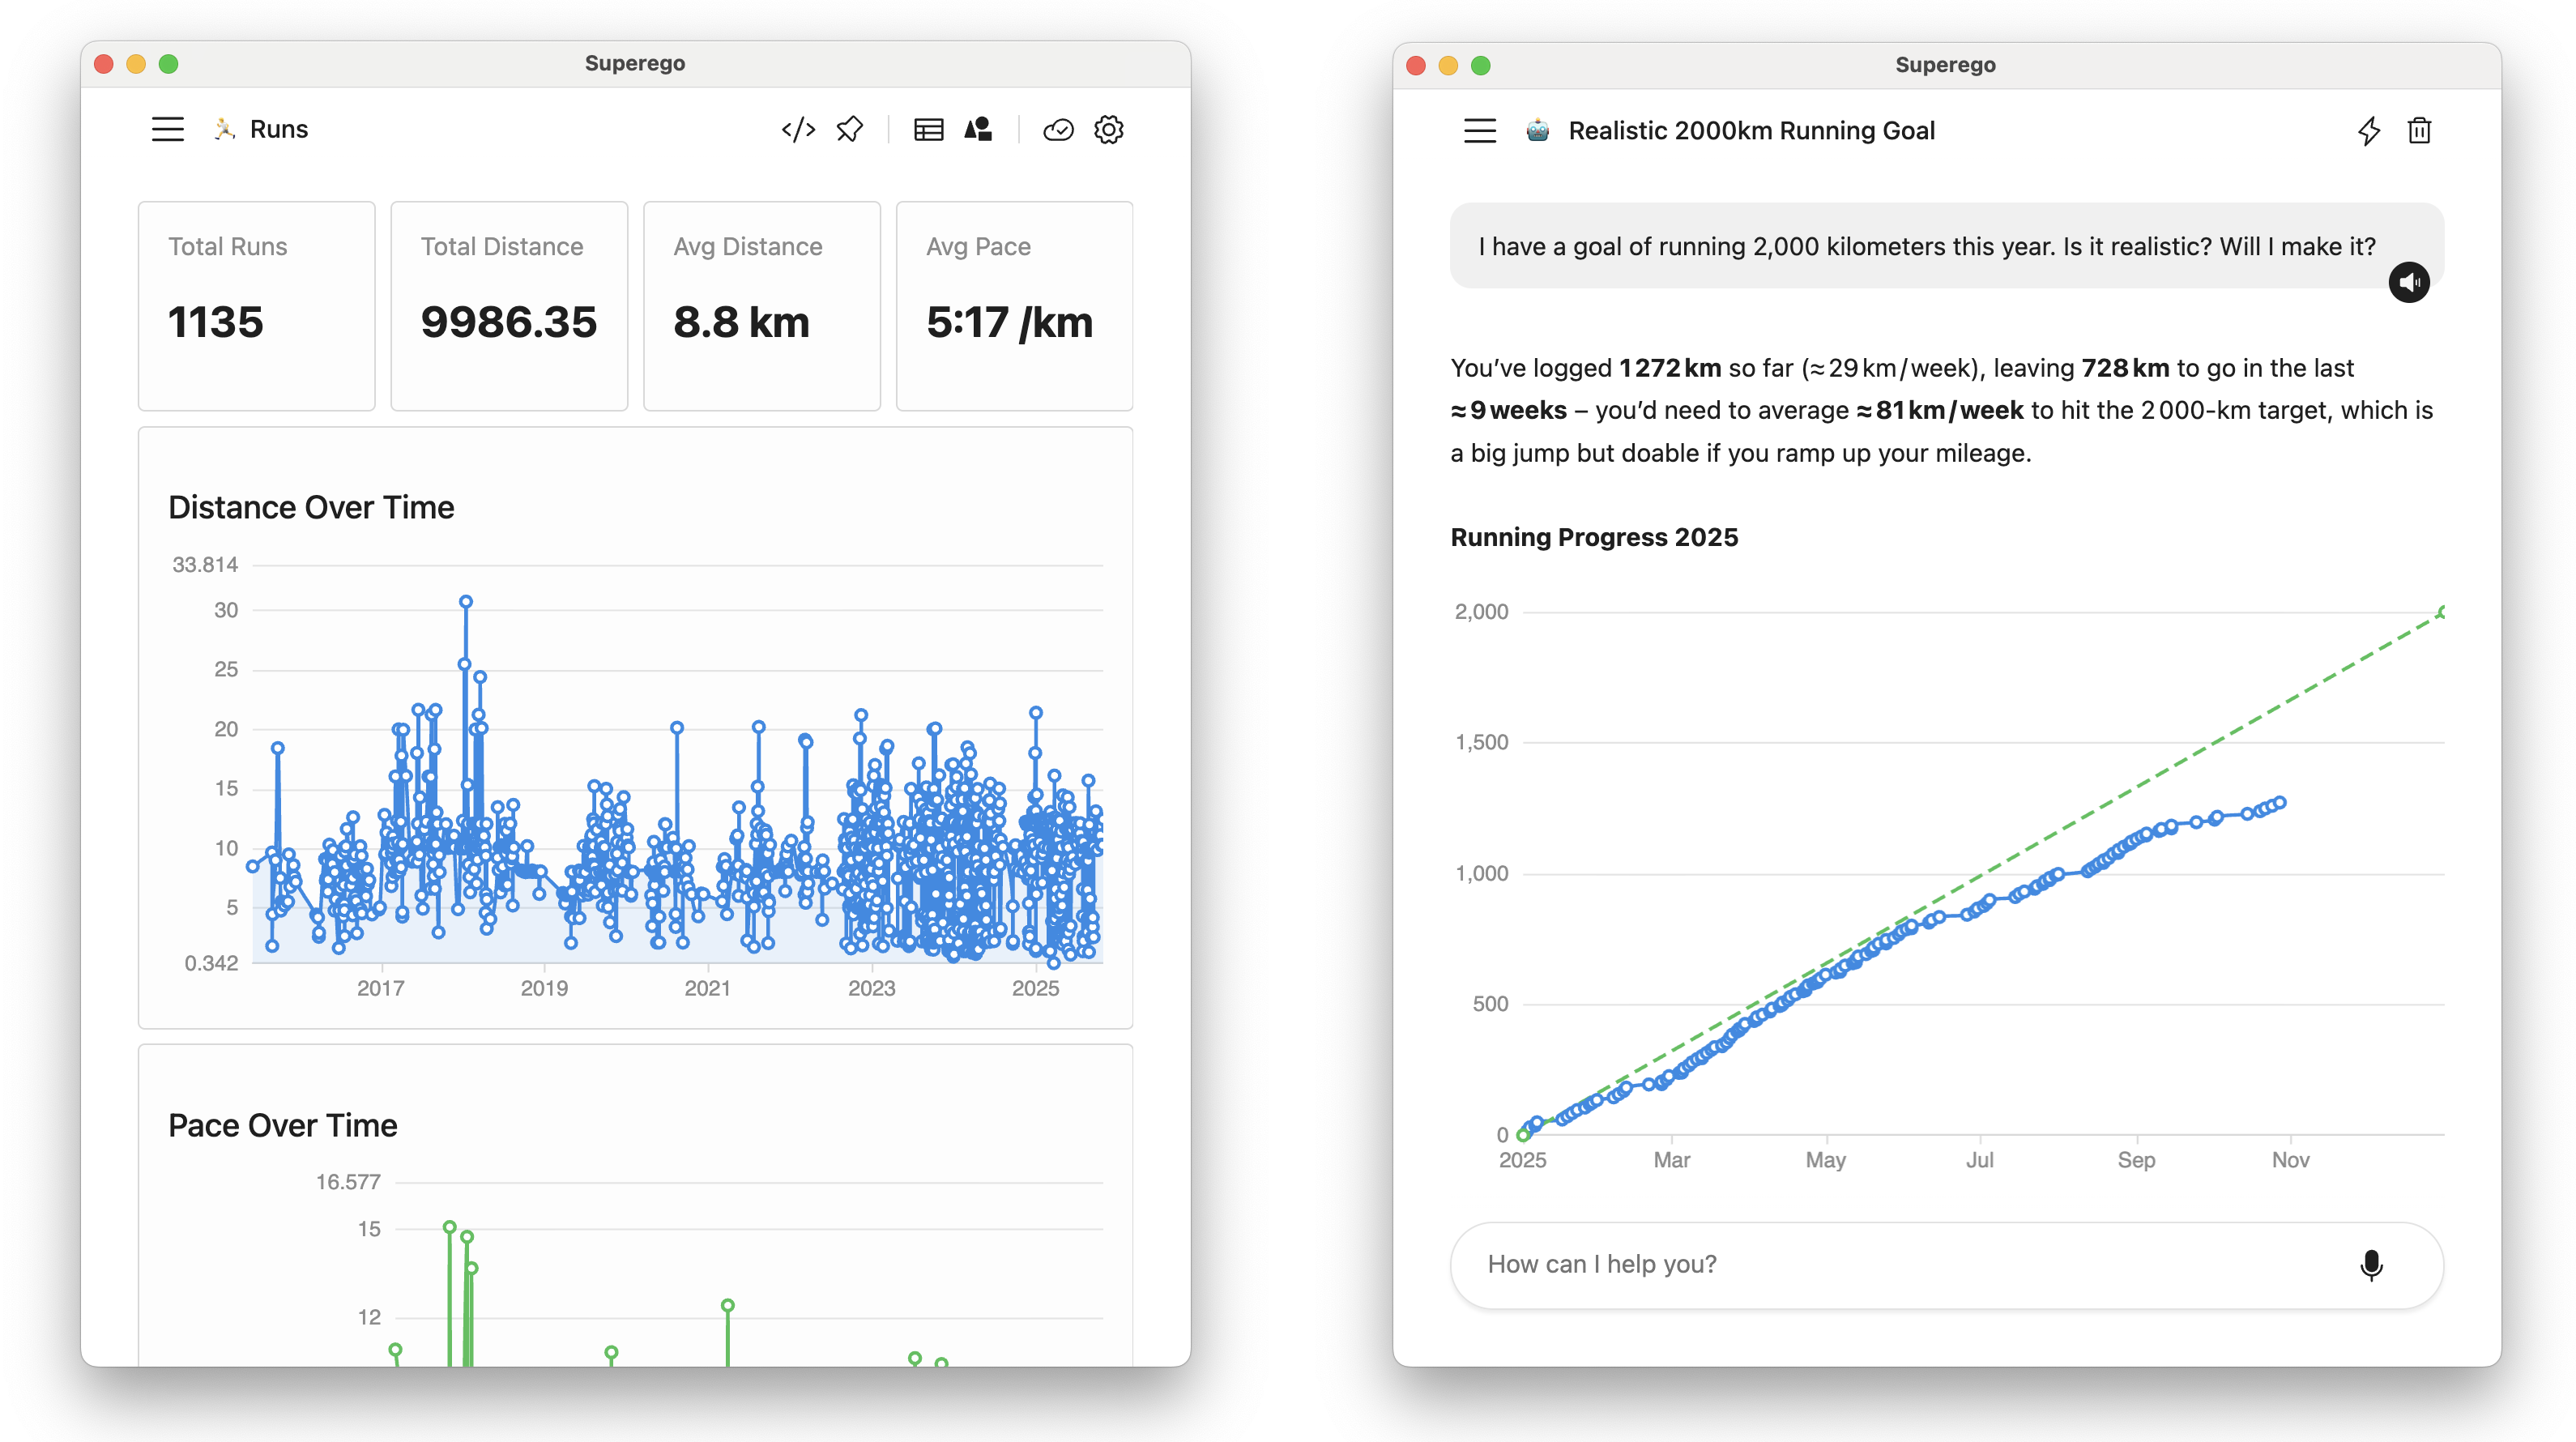 Superego
Runs
Total Runs
1135
Total Distance
9986.35
Avg Distance
8.8 km
Avg Pace
5:17 /km
Distance Over Time
33.814
30
25
20
15
10
5
0.342
2017
2019
2021
2023
2025
Pace Over Time
16.577
15
12
Superego
Realistic 2000km Running Goal
I have a goal of running 2,000 kilometers this year. Is it realistic? Will I make it?
You’ve logged 1 272 km so far (≈ 29 km / week), leaving 728 km to go in the last
≈ 9 weeks – you’d need to average ≈ 81 km / week to hit the 2 000-km target, which is
a big jump but doable if you ramp up your mileage.
Running Progress 2025
2,000
1,500
1,000
500
0
2025
Mar
May
Jul
Sep
Nov
How can I help you?